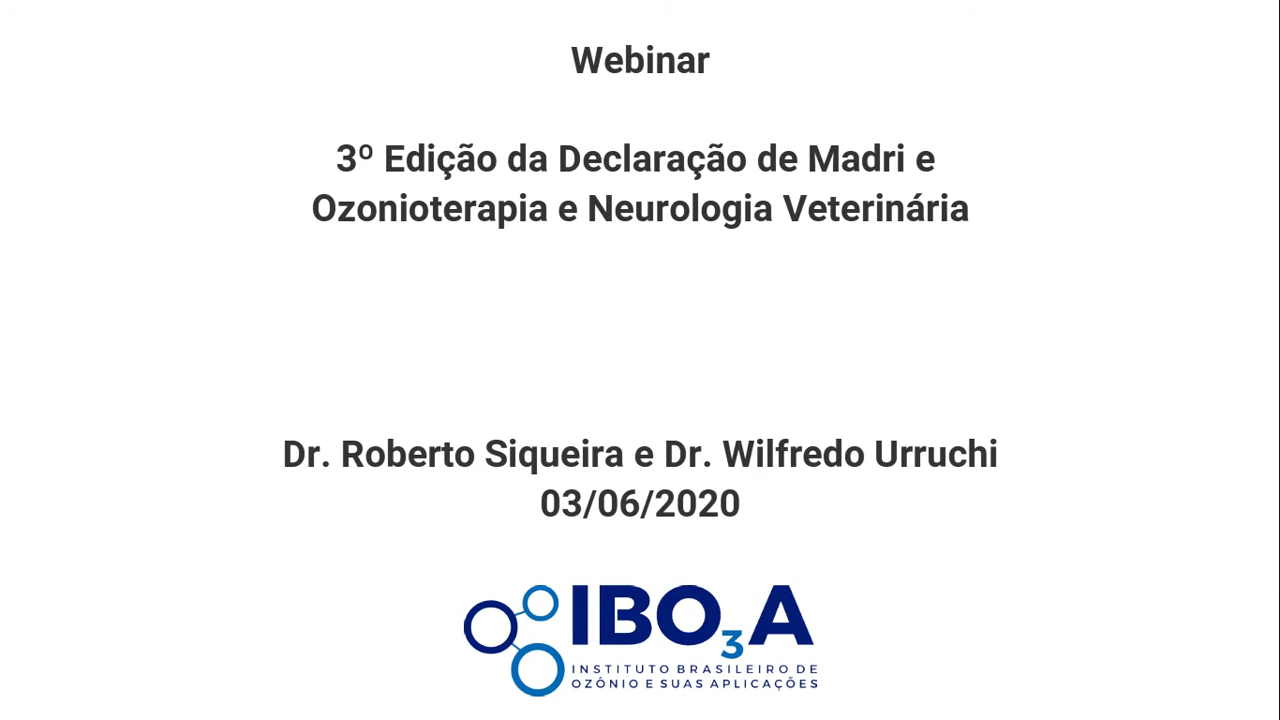 Webinar
3º Edição da Declaração de Madri e
Ozonioterapia e Neurologia Veterinária
Dr. Roberto Siqueira e Dr. Wilfredo Urruchi
03/06/2020
IBO3A
INSTITUTO BRASILEIRO DE
OZÔNIO E SUAS APLICAÇÕES